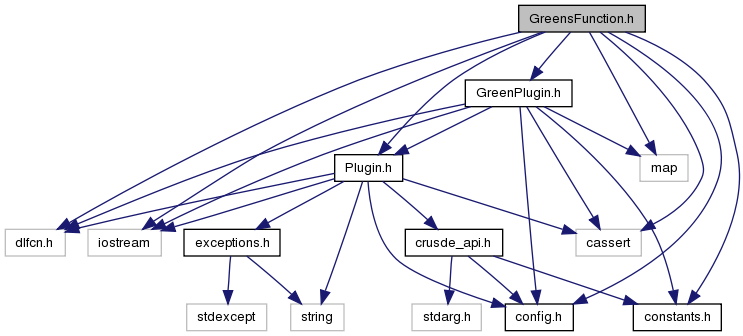 GreensFunction.h
GreenPlugin.h
Plugin.h
map
dlfcn.h
iostream
exceptions.h
crusde_api.h
cassert
stdexcept
string
stdarg.h
config.h
constants.h